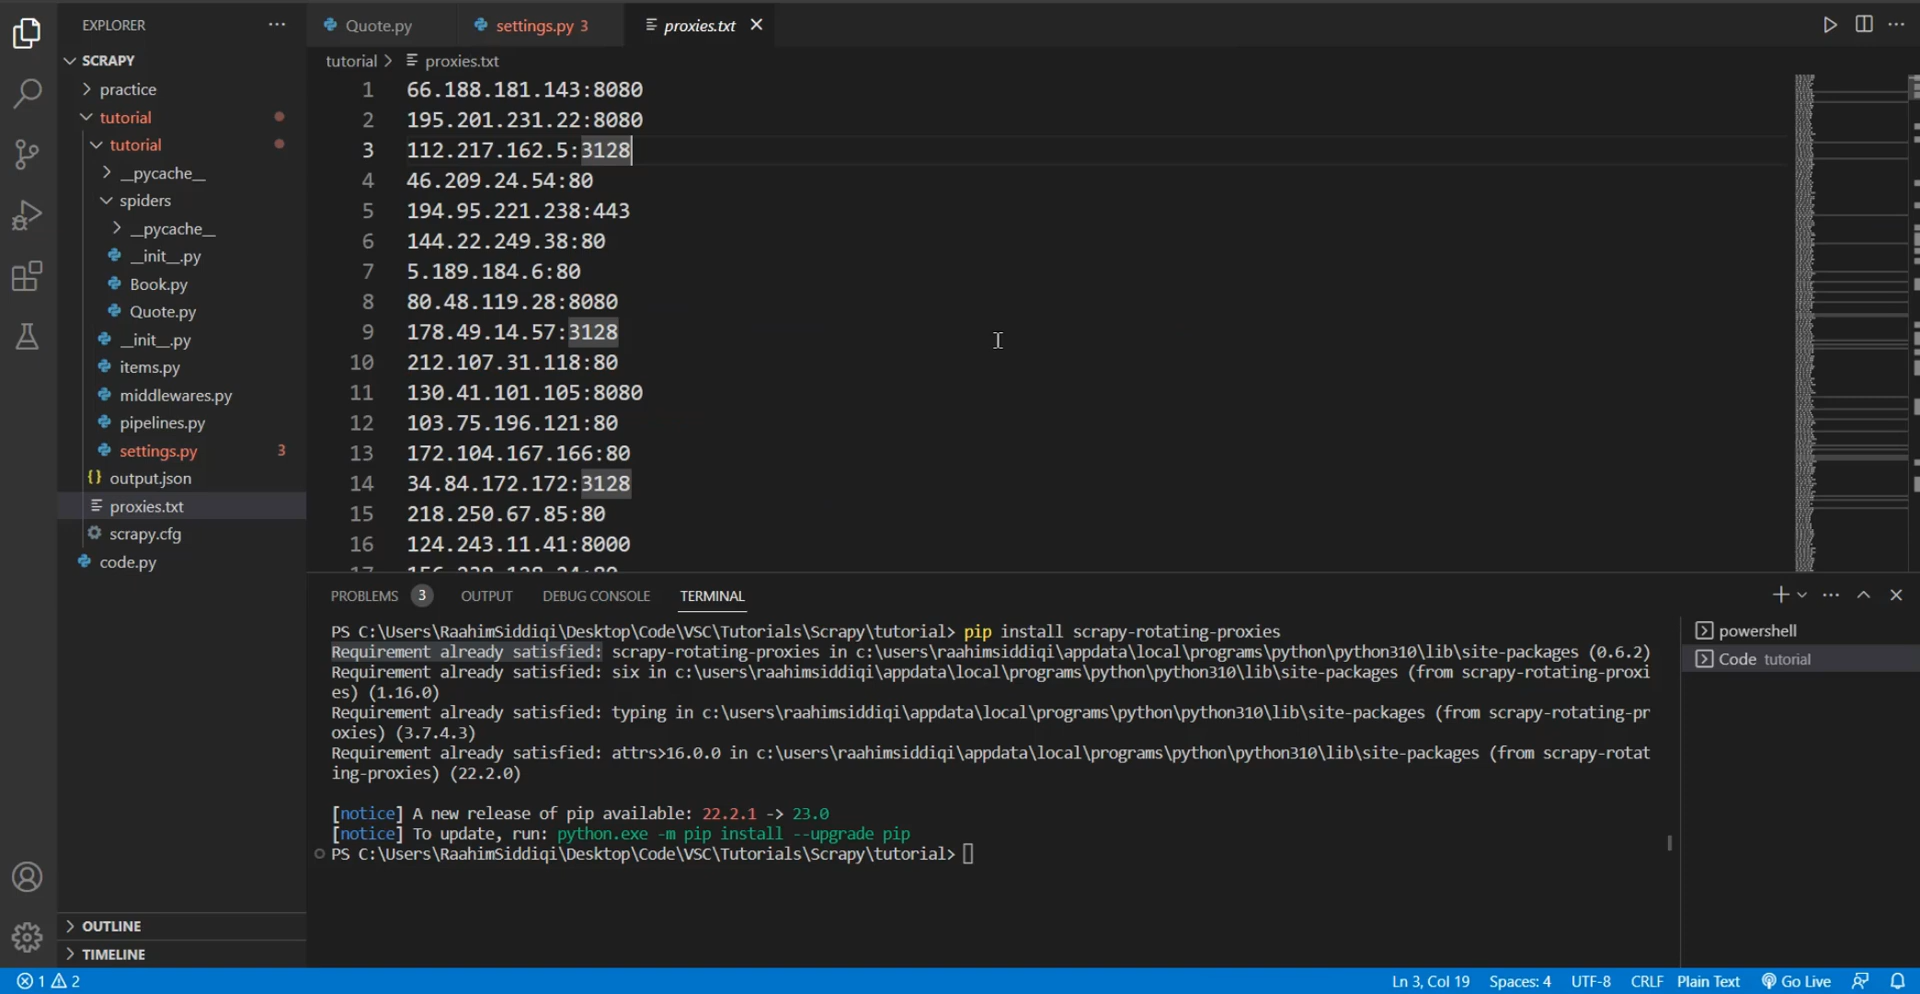 EXPLORER
SCRAPY
practice
tutorial
tutorial
__pycache__
spiders
__pycache__
__init__.py
Book.py
Quote.py
__init__.py
items.py
middlewares.py
pipelines.py
settings.py 3
output.json
proxies.txt
scrapy.cfg
code.py
OUTLINE
TIMELINE
Quote.py settings.py 3 proxies.txt
tutorial > proxies.txt
1 66.188.181.143:8080
2 195.201.231.22:8080
3 112.217.162.5:3128
4 46.209.24.54:80
5 194.95.221.238:443
6 144.22.249.38:80
7 5.189.184.6:80
8 80.48.119.28:8080
9 178.49.14.57:3128
10 212.107.31.118:80
11 130.41.101.105:8080
12 103.75.196.121:80
13 172.104.167.166:80
14 34.84.172.172:3128
15 218.250.67.85:80
16 124.243.11.41:8000
PROBLEMS 3 OUTPUT DEBUG CONSOLE TERMINAL
PS C:\Users\RaahimSiddiqi\Desktop\Code\VSC\Tutorials\Scrapy\tutorial> pip install scrapy-rotating-proxies
Requirement already satisfied: scrapy-rotating-proxies in c:\users\raahimsiddiqi\appdata\local\programs\python\python310\lib\site-packages (0.6.2)
Requirement already satisfied: six in c:\users\raahimsiddiqi\appdata\local\programs\python\python310\lib\site-packages (from scrapy-rotating-proxi
es) (1.16.0)
Requirement already satisfied: typing in c:\users\raahimsiddiqi\appdata\local\programs\python\python310\lib\site-packages (from scrapy-rotating-pr
oxies) (3.7.4.3)
Requirement already satisfied: attrs>16.0.0 in c:\users\raahimsiddiqi\appdata\local\programs\python\python310\lib\site-packages (from scrapy-rotat
ing-proxies) (22.2.0)
[notice] A new release of pip available: 22.2.1 -> 23.0
[notice] To update, run: python.exe -m pip install --upgrade pip
PS C:\Users\RaahimSiddiqi\Desktop\Code\VSC\Tutorials\Scrapy\tutorial>
powershell
Code tutorial
1 2 Ln 3, Col 19 Spaces: 4 UTF-8 CRLF Plain Text Go Live